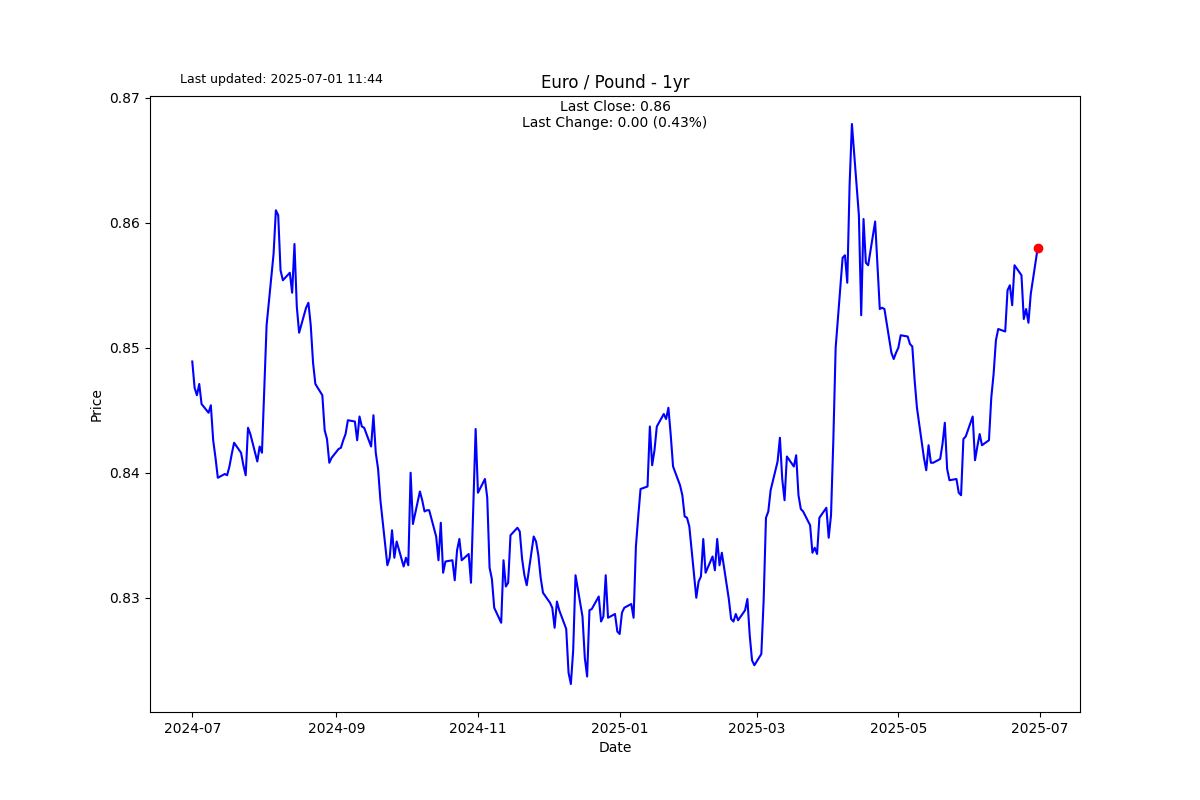 Last updated: 2025-07-01 11:44
Euro / Pound - 1yr
Last Close: 0.86
Last Change: 0.00 (0.43%)
0.87
0.86
0.85
0.84
0.83
Price
2024-07
2024-09
2024-11
2025-01
2025-03
2025-05
2025-07
Date